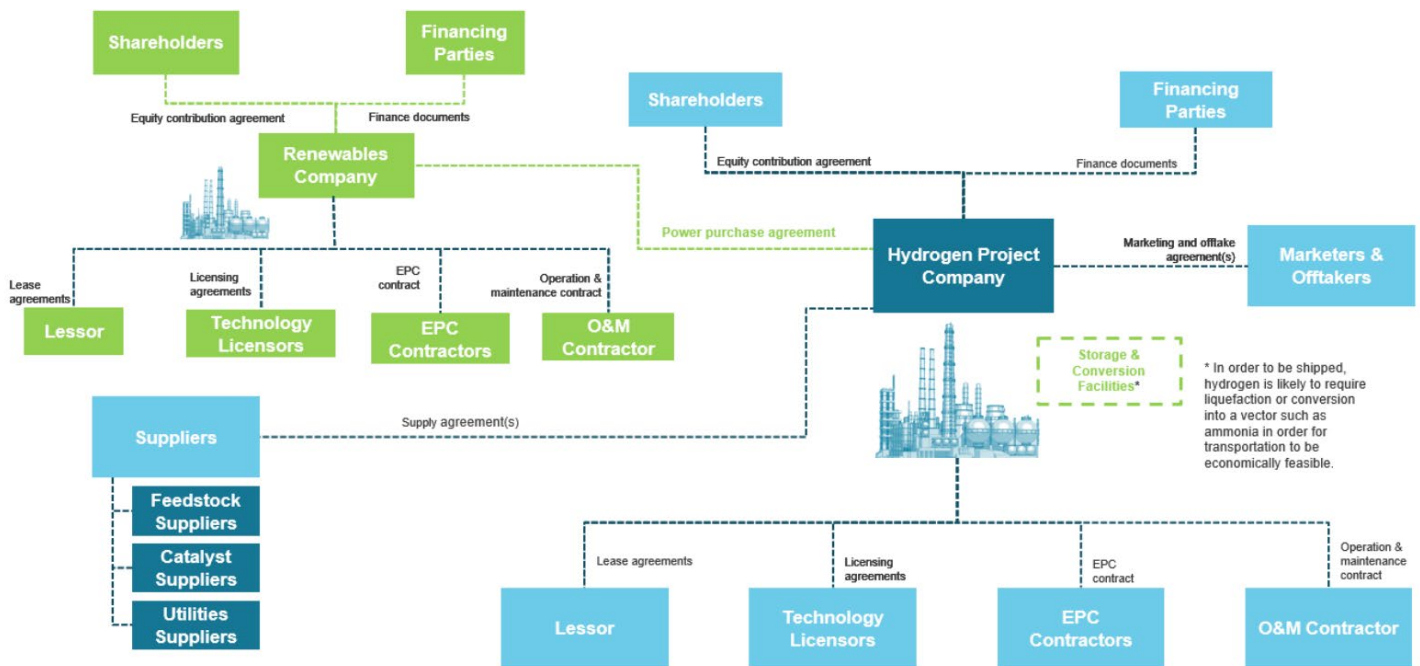 Shareholders
Financing
Parties
Equity contribution agreement
Finance documents
Renewables
Company
Lease
agreements
Licensing
agreements
EPC
contract
Operation &
maintenance contract
Lessor
Technology
Licensors
EPC
Contractors
O&M
Contractor
Power purchase agreement
Shareholders
Financing
Parties
Equity contribution agreement
Finance documents
Hydrogen Project
Company
Marketing and offtake
agreement(s)
Marketers &
Offtakers
Storage &
Conversion
Facilities*
* In order to be shipped,
hydrogen is likely to require
liquefaction or conversion
into a vector such as
ammonia in order for
transportation to be
economically feasible.
Suppliers
Supply agreement(s)
Feedstock
Suppliers
Catalyst
Suppliers
Utilities
Suppliers
Lease agreements
Licensing
agreements
EPC
contract
Operation &
maintenance
contract
Lessor
Technology
Licensors
EPC
Contractors
O&M Contractor